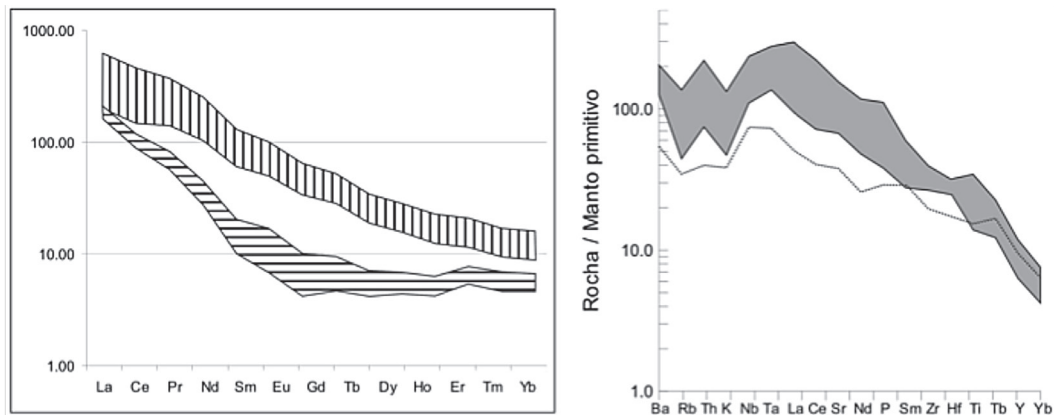 1000.00
100.00
10.00
1.00
La Ce Pr Nd Sm Eu Gd Tb Dy Ho Er Tm Yb
Rocha / Manto primitivo
100.0
10.0
1.0
Ba Rb Th K Nb Ta La Ce Sr Nd P Sm Zr Hf Ti Tb Y Yb